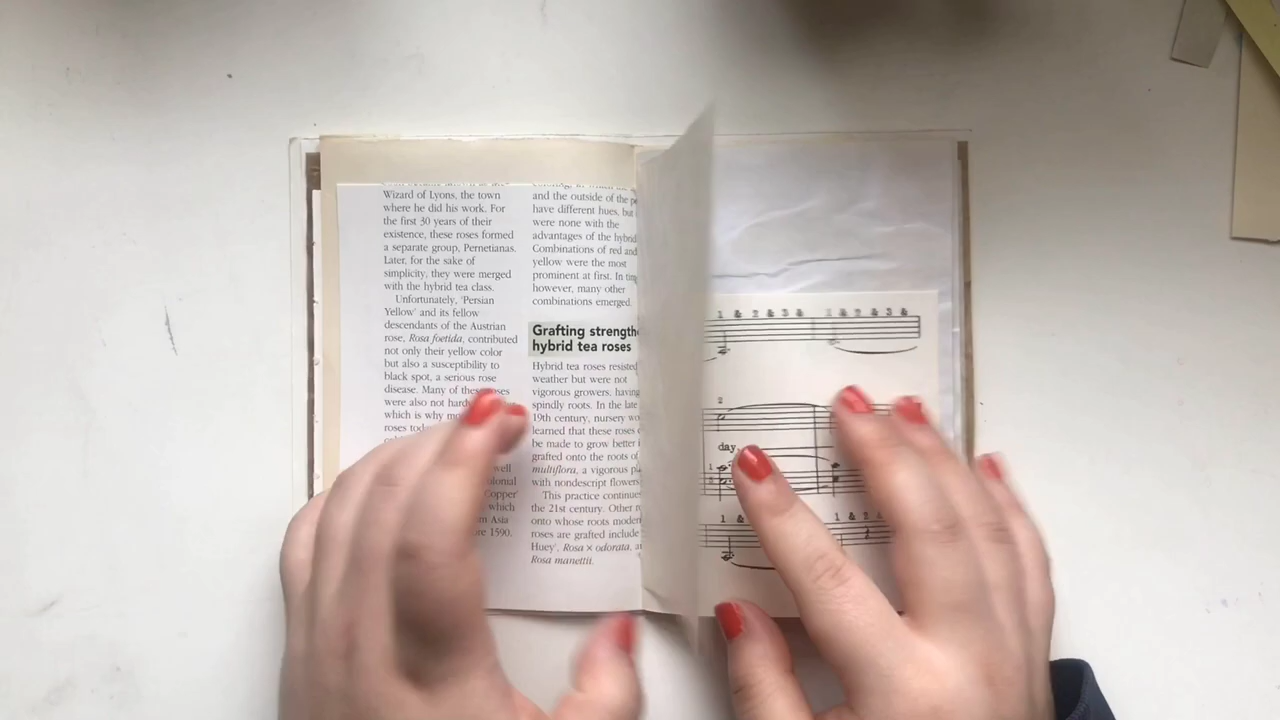 Wizard of Lyons, the town
where he did his work. For
the first 30 years of their
existence, these roses formed
a separate group, Pernetianas.
Later, for the sake of
simplicity, they were merged
with the hybrid tea class.
Unfortunately, 'Persian
Yellow' and its fellow
descendants of the Austrian
rose, Rosa foetida, contributed
not only their yellow color
but also a susceptibility to
black spot, a serious rose
disease. Many of these roses
were also not
which is why
roses
well
Copper'
which
Asia
1590.
and the outside of the
have different hues, but
were none with the
advantages of the hybrid
Combinations of red and
yellow were the most
prominent at first. In
however, many other
combinations emerged.
Grafting
hybrid tea roses
Hybrid tea roses resisted
weather but were not
vigorous growers, having
spindly roots. In the late
19th century, nursery
learned that these roses
be made to grow better
grafted onto the roots of
multiflora, a vigorous
with nondescript flowers
This practice
the 21st century. Other
onto whose roots
roses are grafted include
Huey', Rosa × odorata,
Rosa manettii.
1 & 2 & 3 & 1 & 2 & 3 &
2
day
1
1 &
1 & 2